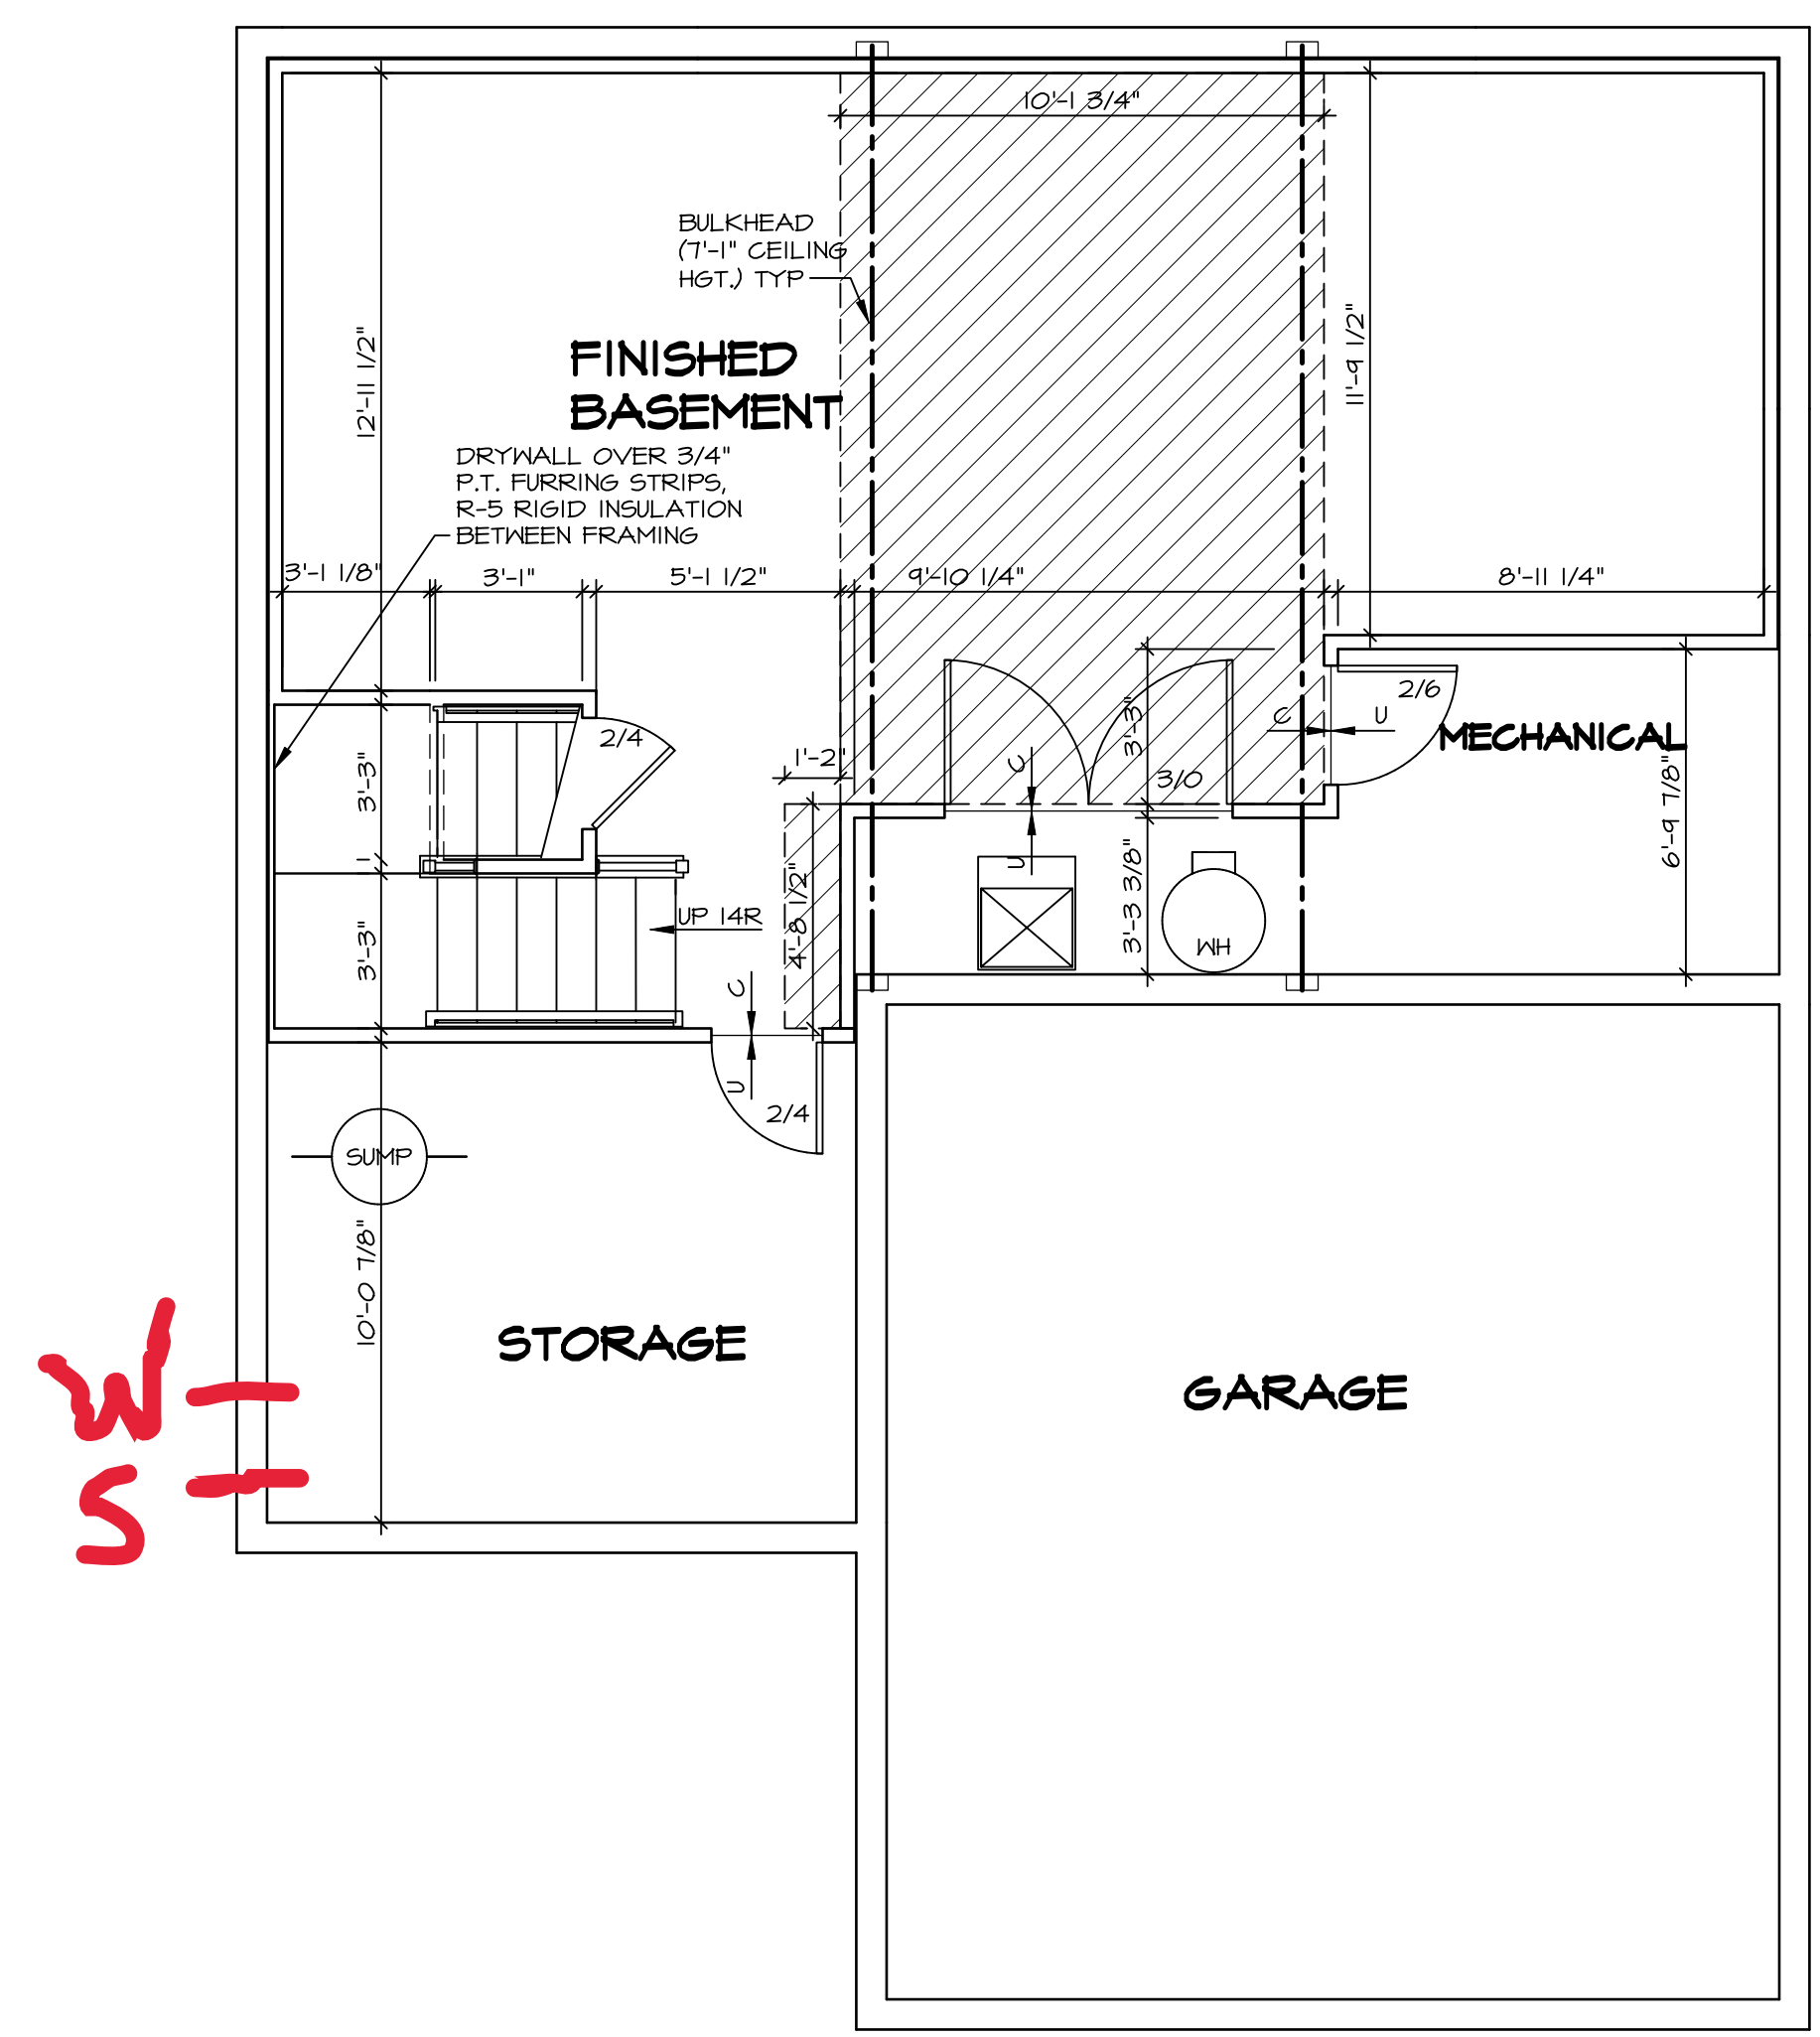 10'-1 3/4"
BULKHEAD
(7'-1" CEILING
HGT.) TYP
12'-11 1/2"
11'-9 1/2"
FINISHED
BASEMENT
DRYWALL OVER 3/4"
P.T. FURRING STRIPS,
R-5 RIGID INSULATION
BETWEEN FRAMING
3'-1 1/8"
3'-1"
5'-1 1/2"
9'-10 1/4"
8'-11 1/4"
2/6
C
U
MECHANICAL
3'-3"
2/4
1'-2"
C
3/0
3'-3"
6'-9 7/8"
U
3'-3 3/8"
4'-8 1/2"
UP 14R
3'-3"
WH
C
U
2/4
SUMP
10'-0 7/8"
STORAGE
GARAGE
W
S